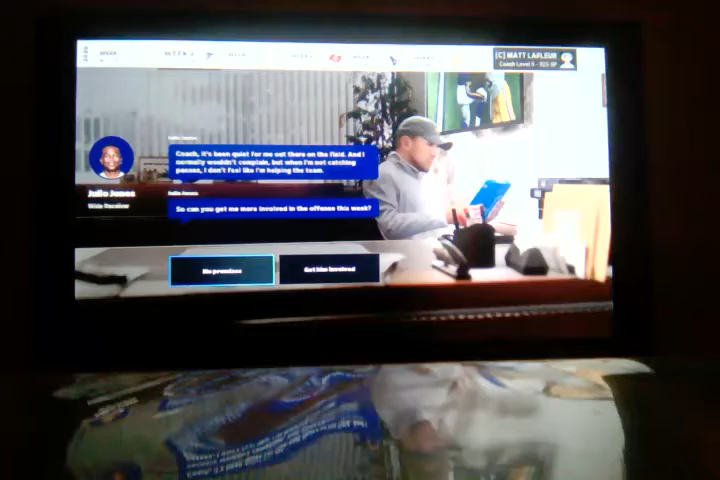 WEEK 4
[C] MATT LAFLEUR
Julio Jones
Coach, it's been quiet for me out there on the field. And I
normally wouldn't complain, but when I'm not catching
passes, I don't feel like I'm helping the team.
Julio Jones
Wide Receiver
Julio Jones
So can you get me more involved in the offense this week?
No promises
Get him involved